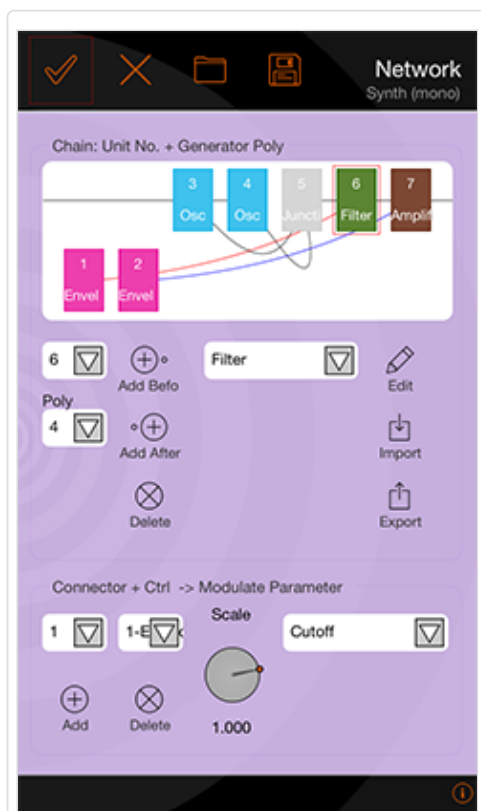 Network
Synth (mono)
Chain: Unit No. + Generator Poly
3 4 5 6 7
Osc Osc Juncti Filter Amplif
1 2
Envel Envel
6 Filter
Add Befo Edit
Poly
4
Add After Import
Delete Export
Connector + Ctrl -> Modulate Parameter
Scale
1 1-E Cutoff
Add Delete 1.000